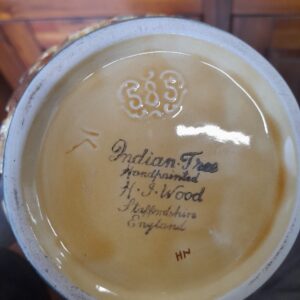 Indian Tree
Handpainted
H. J. Wood
Staffordshire
England
HN